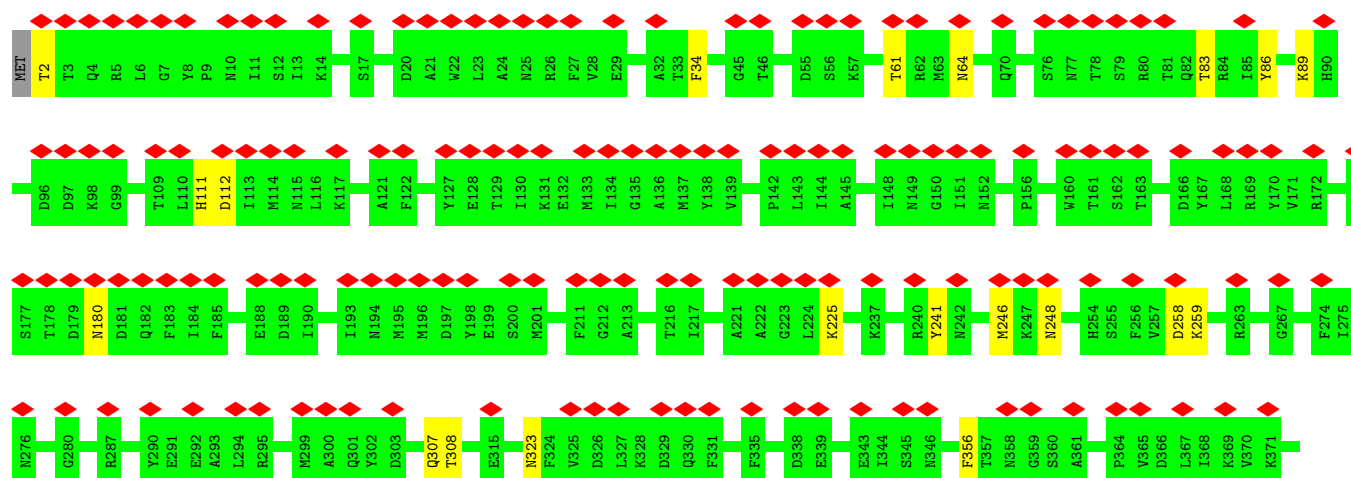 MET T2 T3 Q4 R5 L6 G7 Y8 P9 N10 I11 S12 I13 K14 S17 D20 A21 W22 L23 A24 N25 R26 F27 V28 E29 A32 T33 F34 G45 T46 D55 S56 K57 T61 R62 M63 N64 Q70 S76 N77 T78 S79 R80 T81 Q82 T83 R84 I85 Y86 K89 H90
D96 D97 K98 G99 T109 L110 H111 D112 I113 M114 N115 L116 K117 A121 F122 Y127 E128 T129 I130 K131 E132 M133 I134 G135 A136 M137 Y138 V139 P142 L143 I144 A145 I148 N149 G150 I151 N152 P156 W160 T161 S162 T163 D166 Y167 L168 R169 Y170 V171 R172
S177 T178 D179 N180 D181 Q182 F183 I184 F185 E188 D189 I190 I193 N194 M195 M196 D197 Y198 E199 S200 M201 F211 G212 A213 T216 I217 A221 A222 G223 L224 K225 K237 R240 Y241 N242 M246 K247 N248 H254 S255 F256 V257 D258 K259 R263 G267 F274 I275
N276 G280 R287 Y290 E291 E292 A293 L294 R295 M299 A300 Q301 Y302 D303 Q307 T308 E315 N323 F324 V325 D326 L327 K328 D329 Q330 F331 F335 D338 E339 E343 I344 S345 N346 F356 T357 N358 G359 S360 A361 P364 V365 D366 L367 I368 K369 V370 K371